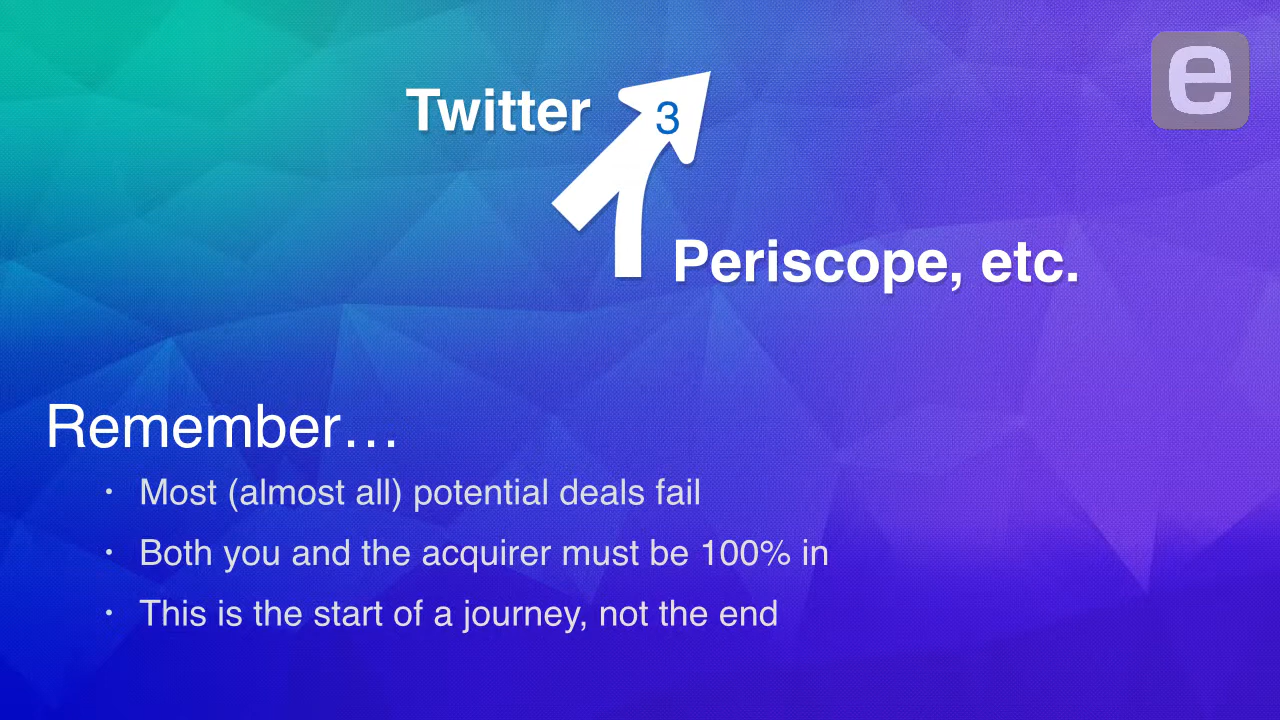 e
Twitter
3
Periscope, etc.
Remember…
• Most (almost all) potential deals fail
• Both you and the acquirer must be 100% in
• This is the start of a journey, not the end